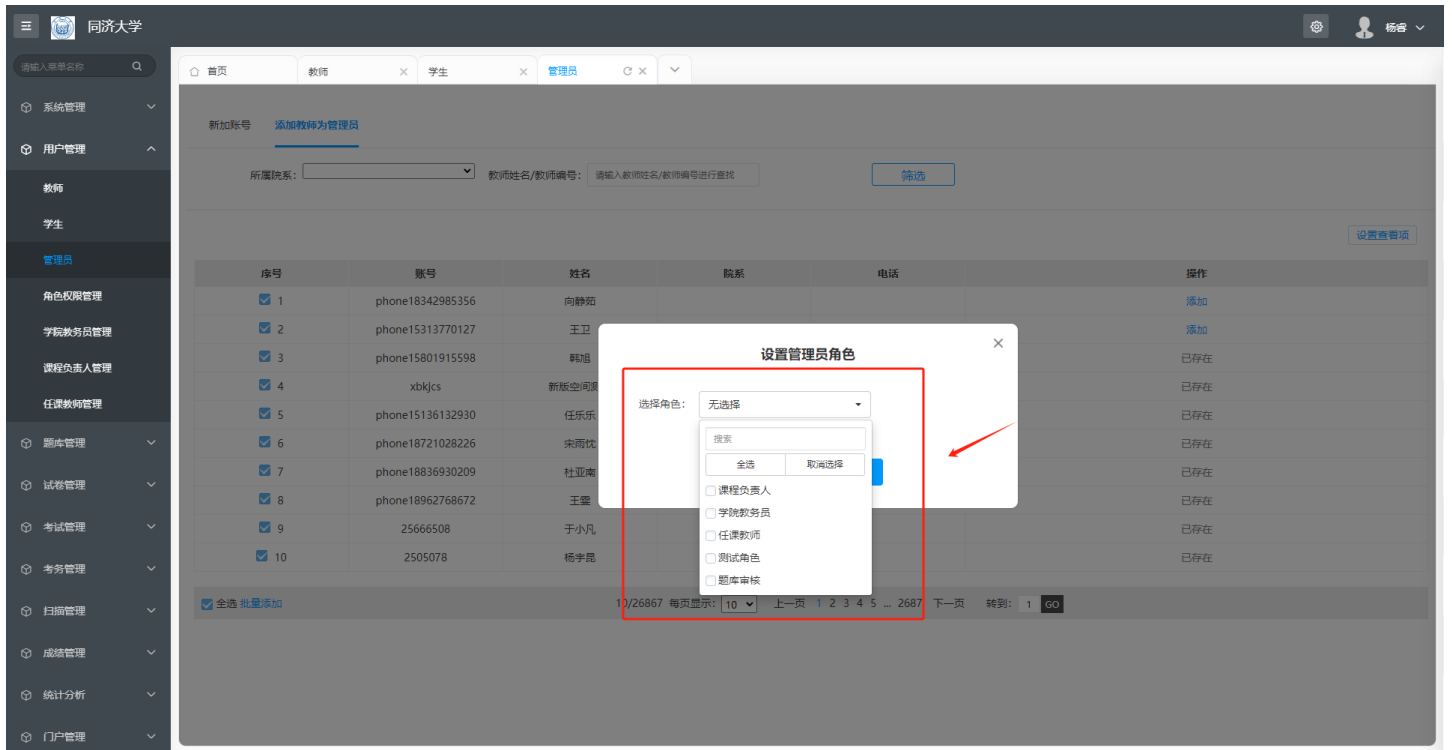 同济大学
杨睿
请输入菜单名称
首页
教师
学生
管理员
系统管理
用户管理
教师
学生
管理员
角色权限管理
学院教务员管理
课程负责人管理
任课教师管理
题库管理
试卷管理
考试管理
考务管理
扫描管理
成绩管理
统计分析
门户管理
新加账号 添加教师为管理员
所属院系： 教师姓名/教师编号： 请输入教师姓名/教师编号进行查找 筛选
设置查看项
序号 账号 姓名 院系 电话 操作
1 phone18342985356 向静茹 添加
2 phone15313770127 王卫 添加
3 phone15801915598 韩旭 已存在
4 xbkjcs 新版空间测 已存在
5 phone15136132930 任乐乐 已存在
6 phone18721028226 宋雨忱 已存在
7 phone18836930209 杜亚南 已存在
8 phone18962768672 王雯 已存在
9 25666508 于小凡 已存在
10 2505078 杨宇昆 已存在
全选 批量添加 10/26867 每页显示： 10 上一页 1 2 3 4 5 ... 2687 下一页 转到： 1 GO
设置管理员角色
选择角色： 无选择
搜索
全选 取消选择
课程负责人
学院教务员
任课教师
测试角色
题库审核